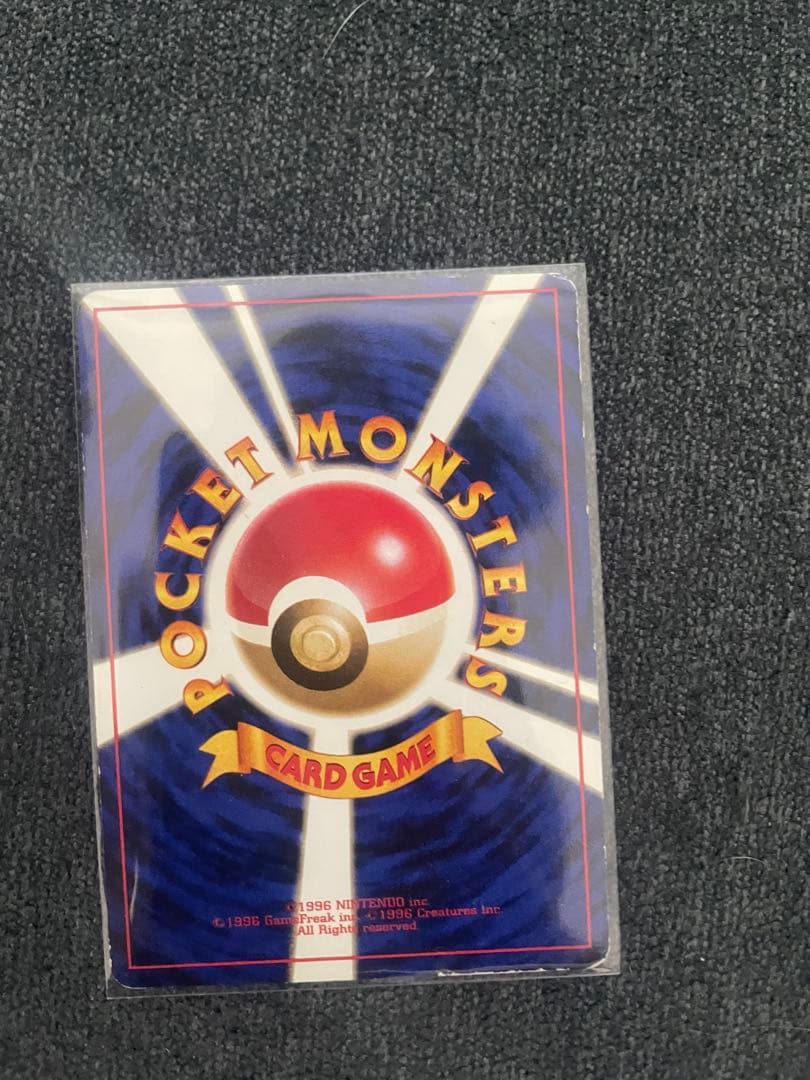 POCKET MONSTERS
CARD GAME
©1996 NINTENDO inc.
©1996 GameFreak inc. ©1996 Creatures inc.
All Rights reserved.